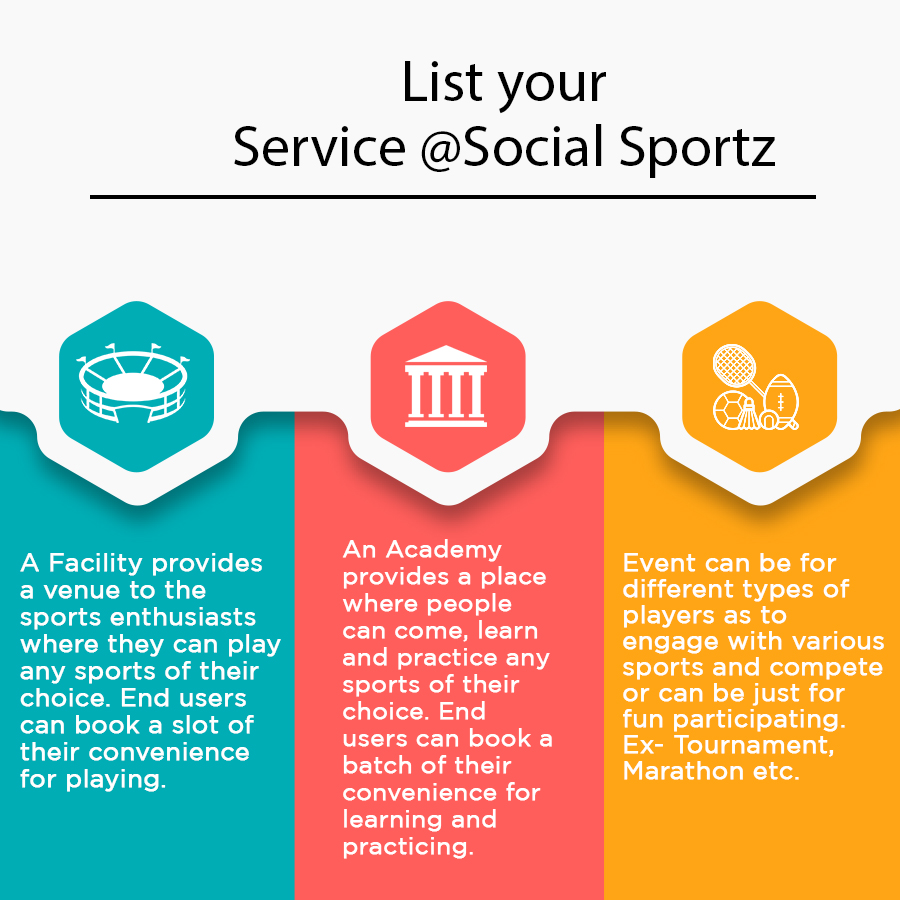 List your
Service @Social Sportz
A Facility provides
a venue to the
sports enthusiasts
where they can play
any sports of their
choice. End users
can book a slot of
their convenience
for playing.
An Academy
provides a place
where people
can come, learn
and practice any
sports of their
choice. End
users can book a
batch of their
convenience for
learning and
practicing.
Event can be for
different types of
players as to
engage with various
sports and compete
or can be just for
fun participating.
Ex- Tournament,
Marathon etc.